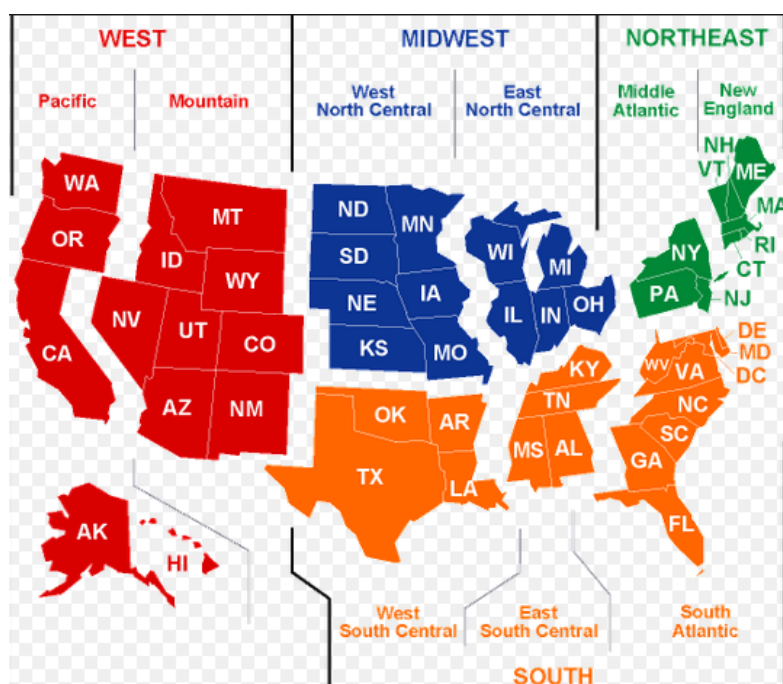 WEST
MIDWEST
NORTHEAST
Pacific
Mountain
West
North Central
East
North Central
Middle
Atlantic
New
England
WA
OR
CA
MT
ID
WY
NV
UT
CO
AZ
NM
AK
HI
ND
MN
SD
NE
IA
KS
MO
WI
MI
IL
IN
OH
NH
VT
ME
MA
RI
CT
NY
PA
NJ
OK
AR
TX
LA
KY
TN
MS
AL
DE
MD
DC
WV
VA
NC
SC
GA
FL
West
South Central
East
South Central
South
Atlantic
SOUTH